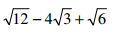 √12 − 4√3 + √6